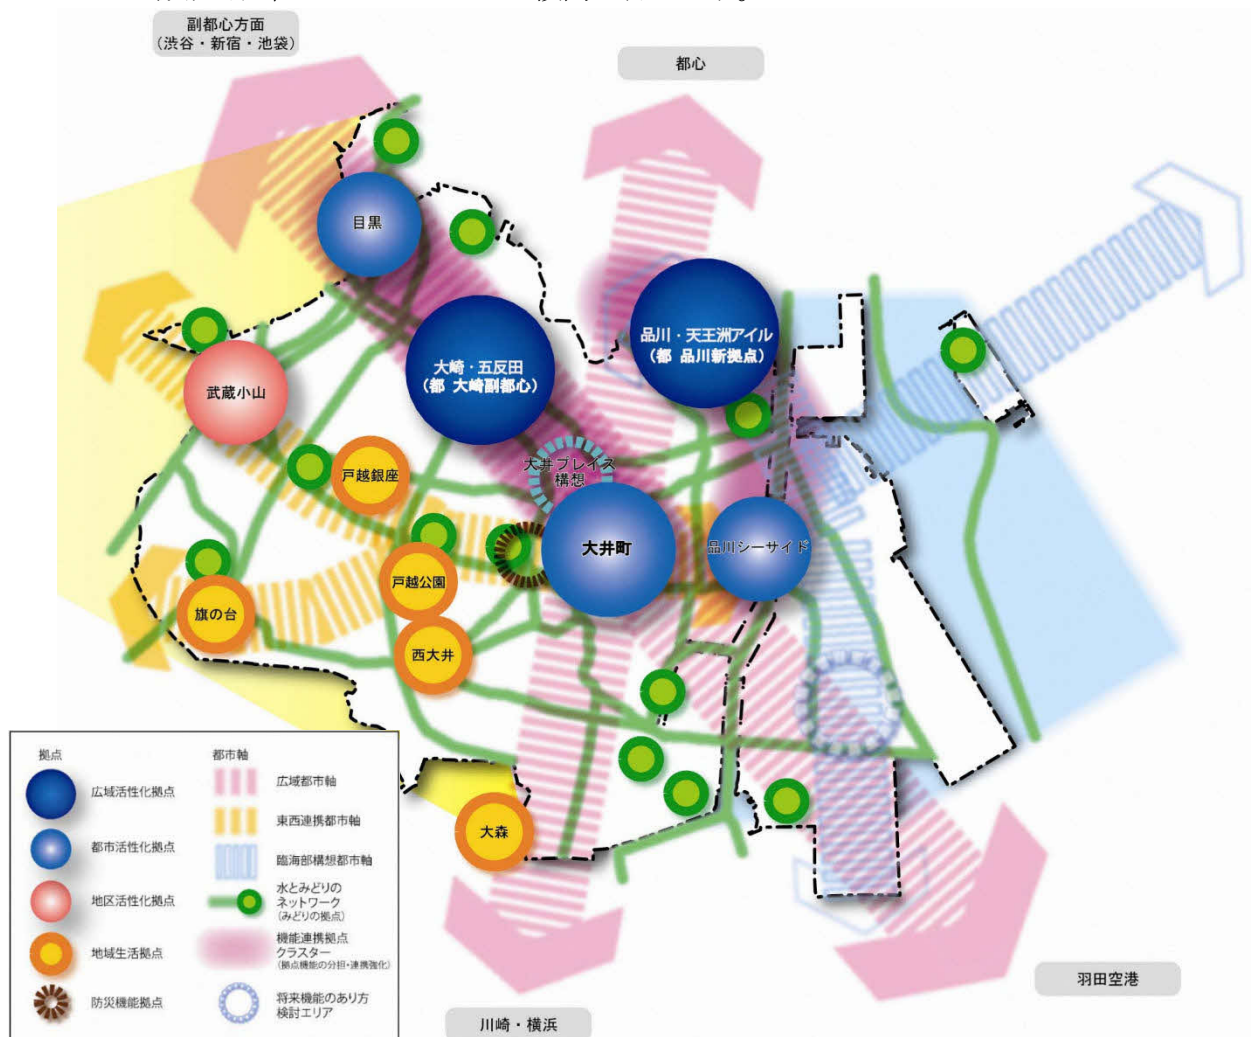 副都心方面
(渋谷・新宿・池袋)
都心
目黒
品川・天王洲アイル
(都 品川新拠点)
大崎・五反田
(都 大崎副都心)
武蔵小山
戸越銀座
大井プレイス
構想
大井町
品川シーサイド
戸越公園
旗の台
西大井
大森
羽田空港
川崎・横浜
拠点
広域活性化拠点
都市活性化拠点
地区活性化拠点
地域生活拠点
防災機能拠点
都市軸
広域都市軸
東西連携都市軸
臨海部構想都市軸
水とみどりの
ネットワーク
(みどりの拠点)
機能連携拠点
クラスター
(拠点機能の分担・連携強化)
将来機能のあり方
検討エリア